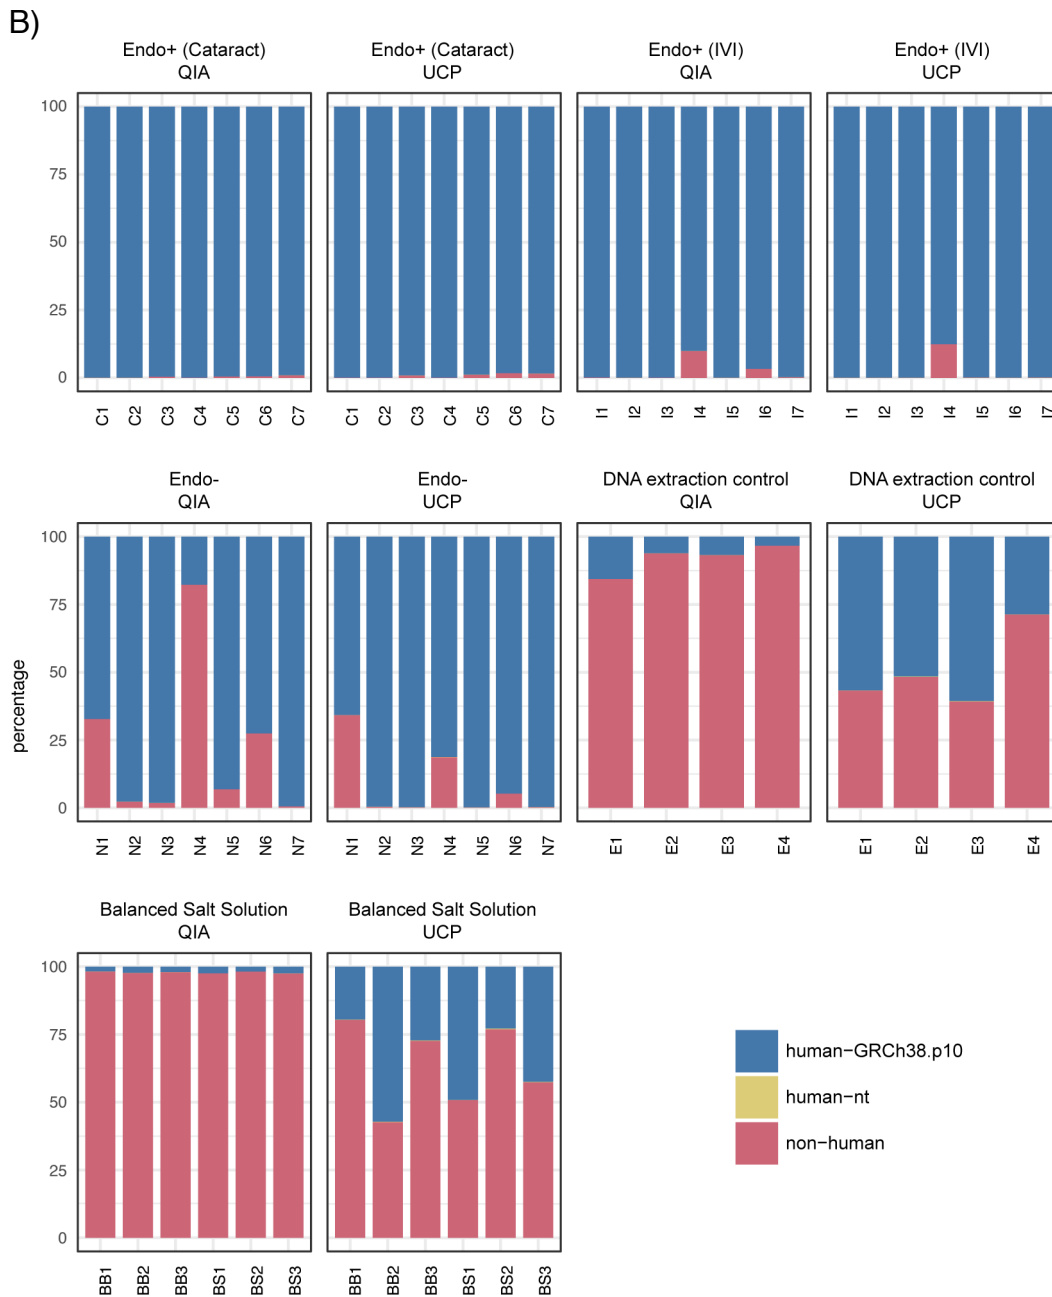 B)
Endo+ (Cataract)
QIA
Endo+ (Cataract)
UCP
Endo+ (IVI)
QIA
Endo+ (IVI)
UCP
100
75
50
25
0
C1 C2 C3 C4 C5 C6 C7
C1 C2 C3 C4 C5 C6 C7
I1 I2 I3 I4 I5 I6 I7
I1 I2 I3 I4 I5 I6 I7
Endo-
QIA
Endo-
UCP
DNA extraction control
QIA
DNA extraction control
UCP
percentage
100
75
50
25
0
N1 N2 N3 N4 N5 N6 N7
N1 N2 N3 N4 N5 N6 N7
E1 E2 E3 E4
E1 E2 E3 E4
Balanced Salt Solution
QIA
Balanced Salt Solution
UCP
100
75
50
25
0
BB1 BB2 BB3 BS1 BS2 BS3
BB1 BB2 BB3 BS1 BS2 BS3
human−GRCh38.p10
human−nt
non−human